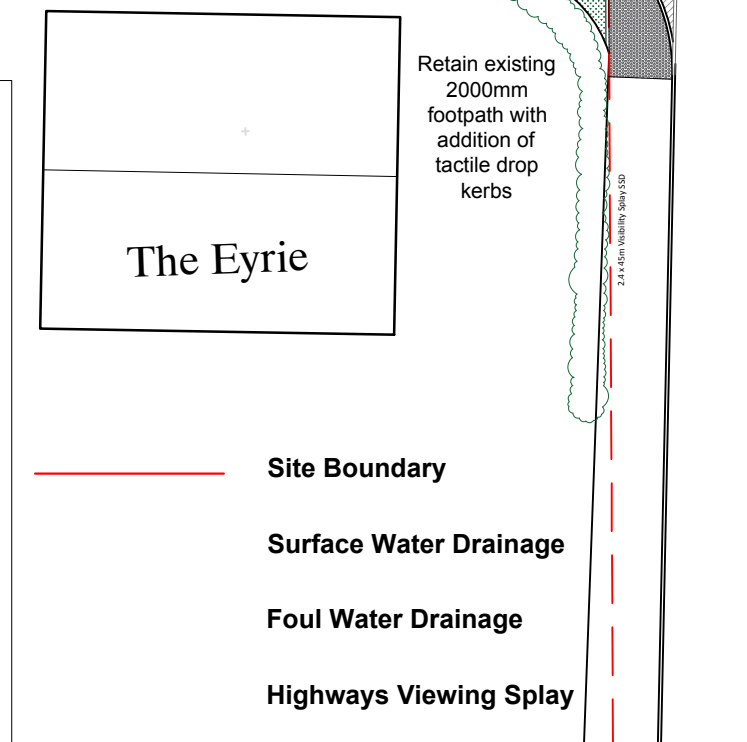 Retain existing
2000mm
footpath with
addition of
tactile drop
kerbs
2.4 x 45m Visibility Splay SSD
The Eyrie
Site Boundary
Surface Water Drainage
Foul Water Drainage
Highways Viewing Splay